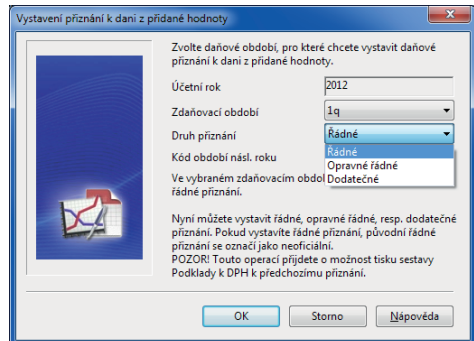 Vystavení přiznání k dani z přidané hodnoty
Zvolte daňové období, pro které chcete vystavit daňové
přiznání k dani z přidané hodnoty.
Účetní rok 2012
Zdaňovací období 1q
Druh přiznání Řádné
Řádné
Kód období násl. roku Opravné řádné
Ve vybraném zdaňovacím obdol Dodatečné
řádné přiznání.
Nyní můžete vystavit řádné, opravné řádné, resp. dodatečné
přiznání. Pokud vystavíte řádné přiznání, původní řádné
přiznání se označí jako neoficiální.
POZOR! Touto operací přijdete o možnost tisku sestavy
Podklady k DPH k předchozímu přiznání.
OK Storno Nápověda